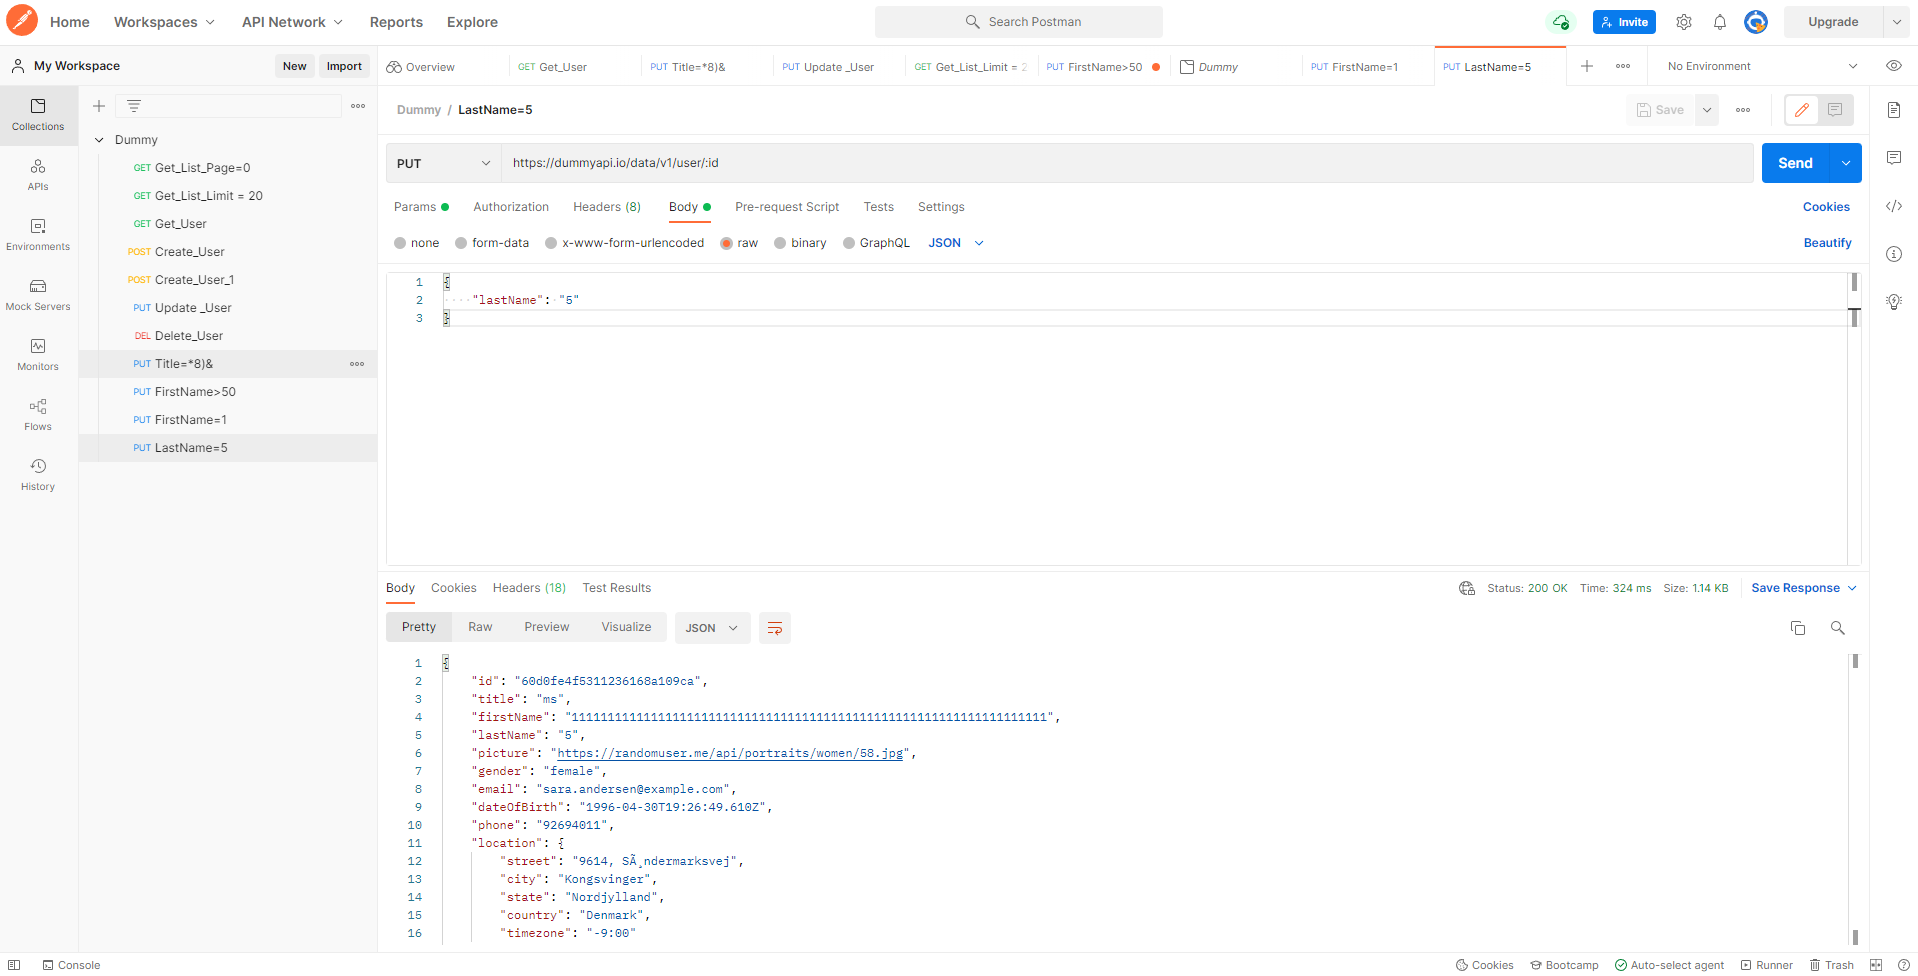 Home Workspaces API Network Reports Explore Search Postman Invite Upgrade
My Workspace New Import Overview GET Get_User PUT Title=*8)& PUT Update _User GET Get_List_Limit = 2 PUT FirstName>50 Dummy PUT FirstName=1 PUT LastName=5 No Environment
Collections
APIs
Environments
Mock Servers
Monitors
Flows
History
Dummy
GET Get_List_Page=0
GET Get_List_Limit = 20
GET Get_User
POST Create_User
POST Create_User_1
PUT Update _User
DEL Delete_User
PUT Title=*8)&
PUT FirstName>50
PUT FirstName=1
PUT LastName=5
Dummy / LastName=5 Save
PUT https://dummyapi.io/data/v1/user/:id Send
Params Authorization Headers (8) Body Pre-request Script Tests Settings Cookies
none form-data x-www-form-urlencoded raw binary GraphQL JSON Beautify
1 {
2 "lastName": "5"
3 }
Body Cookies Headers (18) Test Results Status: 200 OK Time: 324 ms Size: 1.14 KB Save Response
Pretty Raw Preview Visualize JSON
1 {
2 "id": "60d0fe4f5311236168a109ca",
3 "title": "ms",
4 "firstName": "111111111111111111111111111111111111111111111111111111111111111111",
5 "lastName": "5",
6 "picture": "https://randomuser.me/api/portraits/women/58.jpg",
7 "gender": "female",
8 "email": "sara.andersen@example.com",
9 "dateOfBirth": "1996-04-30T19:26:49.610Z",
10 "phone": "92694011",
11 "location": {
12 "street": "9614, SÃ¸ndermarksvej",
13 "city": "Kongsvinger",
14 "state": "Nordjylland",
15 "country": "Denmark",
16 "timezone": "-9:00"
Console Cookies Bootcamp Auto-select agent Runner Trash